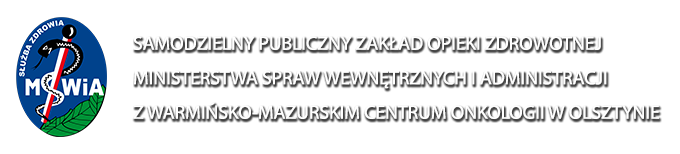 SŁUŻBA ZDROWIA
MSWiA
SAMODZIELNY PUBLICZNY ZAKŁAD OPIEKI ZDROWOTNEJ
MINISTERSTWA SPRAW WEWNĘTRZNYCH I ADMINISTRACJI
Z WARMIŃSKO-MAZURSKIM CENTRUM ONKOLOGII W OLSZTYNIE